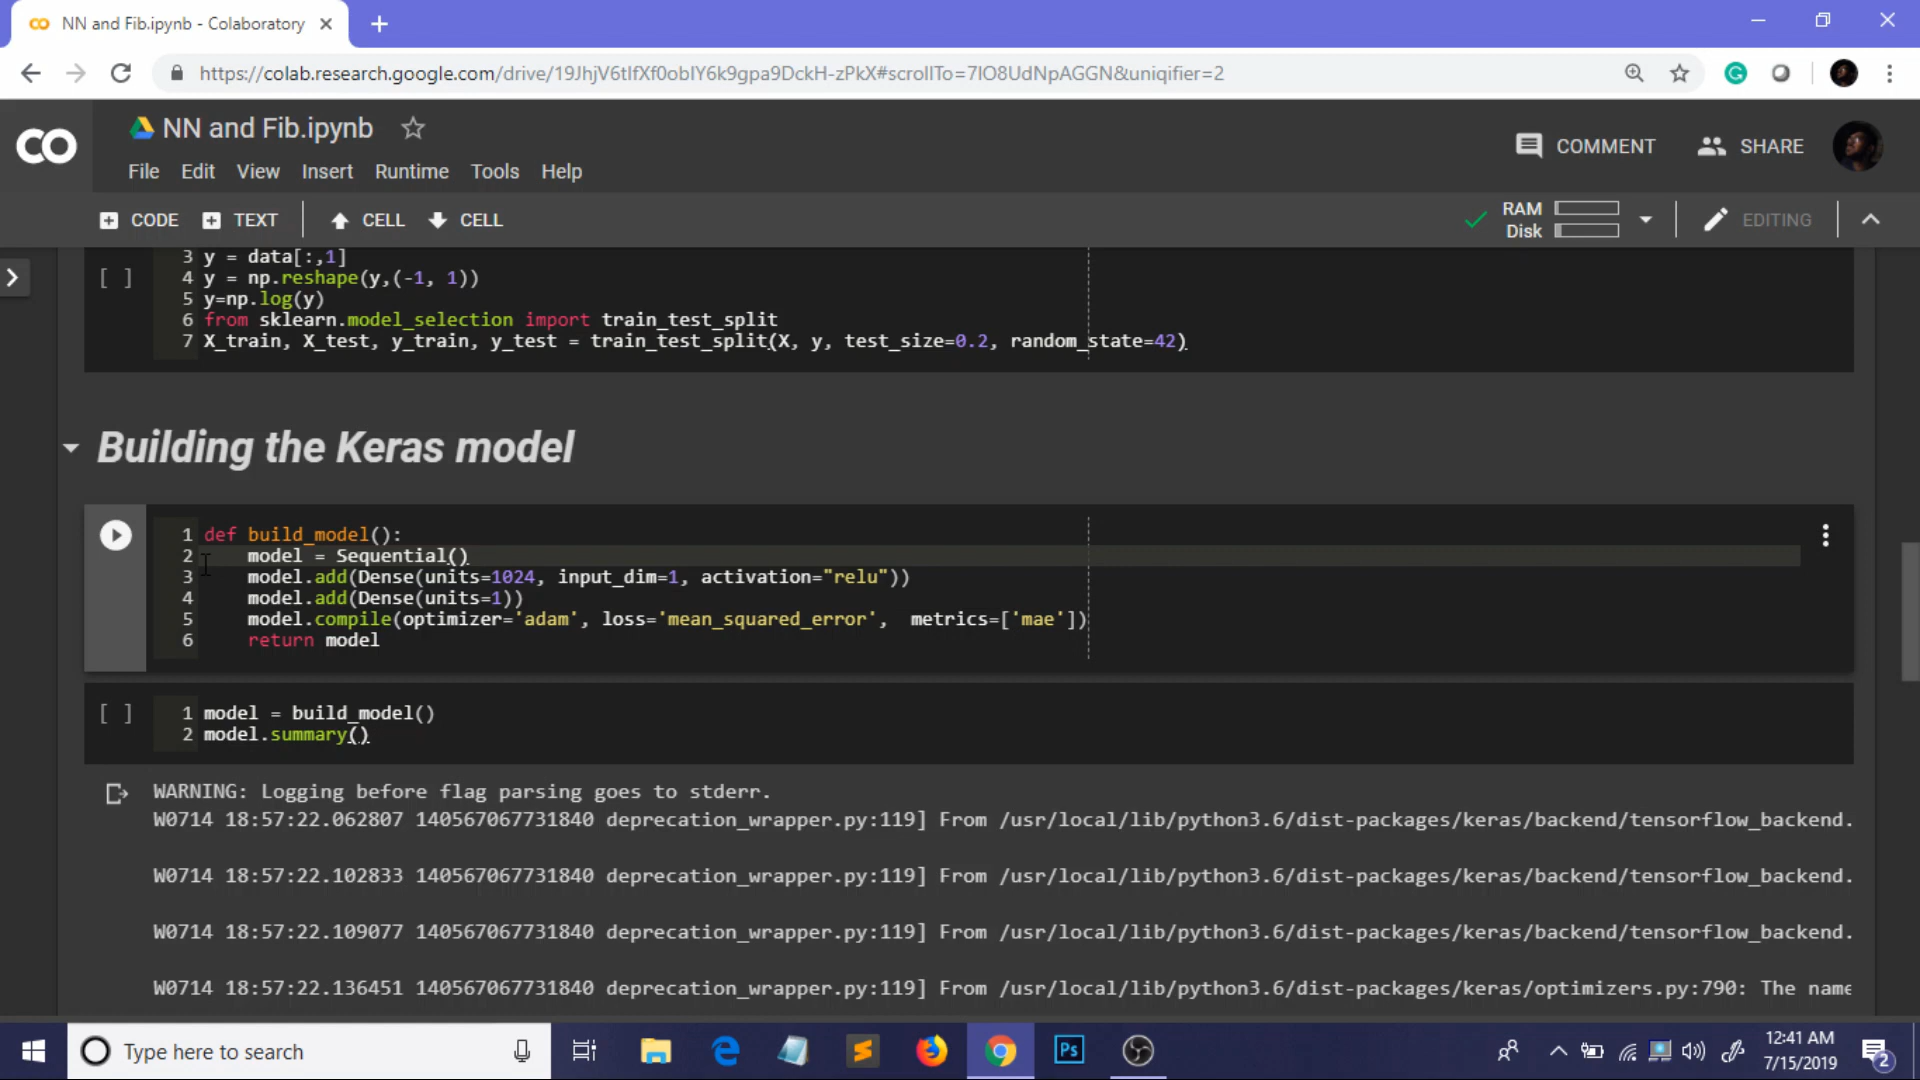 NN and Fib.ipynb - Colaboratory
https://colab.research.google.com/drive/19JhjV6tIfXf0obIY6k9gpa9DckH-zPkX#scrollTo=7IO8UdNpAGGN&uniqifier=2
CO NN and Fib.ipynb
COMMENT SHARE
File Edit View Insert Runtime Tools Help
CODE TEXT CELL CELL RAM Disk EDITING
3 y = data[:,1]
[ ] 4 y = np.reshape(y,(-1, 1))
5 y=np.log(y)
6 from sklearn.model_selection import train_test_split
7 X_train, X_test, y_train, y_test = train_test_split(X, y, test_size=0.2, random_state=42)
Building the Keras model
1 def build_model():
2 model = Sequential()
3 model.add(Dense(units=1024, input_dim=1, activation="relu"))
4 model.add(Dense(units=1))
5 model.compile(optimizer='adam', loss='mean_squared_error',  metrics=['mae'])
6 return model
[ ] 1 model = build_model()
2 model.summary()
WARNING: Logging before flag parsing goes to stderr.
W0714 18:57:22.062807 140567067731840 deprecation_wrapper.py:119] From /usr/local/lib/python3.6/dist-packages/keras/backend/tensorflow_backend.
W0714 18:57:22.102833 140567067731840 deprecation_wrapper.py:119] From /usr/local/lib/python3.6/dist-packages/keras/backend/tensorflow_backend.
W0714 18:57:22.109077 140567067731840 deprecation_wrapper.py:119] From /usr/local/lib/python3.6/dist-packages/keras/backend/tensorflow_backend.
W0714 18:57:22.136451 140567067731840 deprecation_wrapper.py:119] From /usr/local/lib/python3.6/dist-packages/keras/optimizers.py:790: The name
Type here to search
Ps
12:41 AM
7/15/2019
2